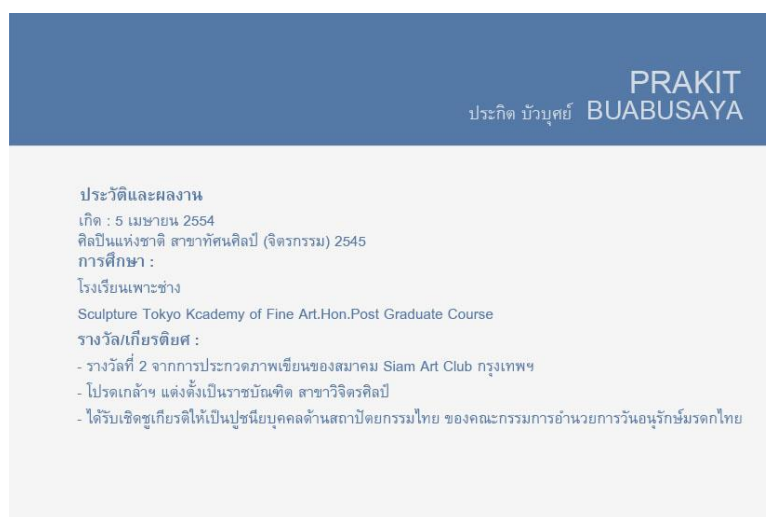 PRAKIT
ประกิต บัวบุศย์ BUABUSAYA
ประวัติและผลงาน
เกิด : 5 เมษายน 2554
ศิลปินแห่งชาติ สาขาทัศนศิลป์ (จิตรกรรม) 2545
การศึกษา :
โรงเรียนเพาะช่าง
Sculpture Tokyo Kcademy of Fine Art.Hon.Post Graduate Course
รางวัล/เกียรติยศ :
- รางวัลที่ 2 จากการประกวดภาพเขียนของสมาคม Siam Art Club กรุงเทพฯ
- โปรดเกล้าฯ แต่งตั้งเป็นราชบัณฑิต สาขาวิจิตรศิลป์
- ได้รับเชิดชูเกียรติให้เป็นปูชนียบุคคลด้านสถาปัตยกรรมไทย ของคณะกรรมการอำนวยการวันอนุรักษ์มรดกไทย